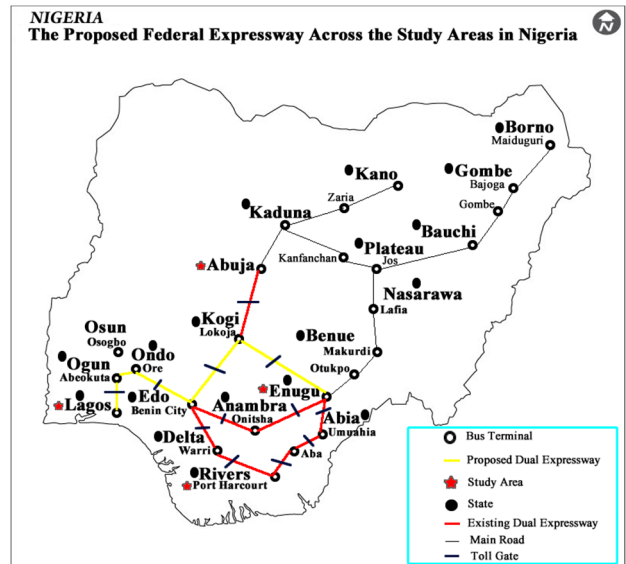 NIGERIA
The Proposed Federal Expressway Across the Study Areas in Nigeria
N
Borno
Maiduguri
Gombe
Bajoga
Gombe
Kano
Zaria
Kaduna
Bauchi
Plateau
Jos
Kanfanchan
Abuja
Nasarawa
Lafia
Kogi
Lokoja
Benue
Makurdi
Otukpo
Osun
Osogbo
Ondo
Ore
Ogun
Abeokuta
Enugu
Lagos
Edo
Benin City
Anambra
Onitsha
Abia
Umuahia
Delta
Warri
Aba
Rivers
Port Harcourt
Bus Terminal
Proposed Dual Expressway
Study Area
State
Existing Dual Expressway
Main Road
Toll Gate